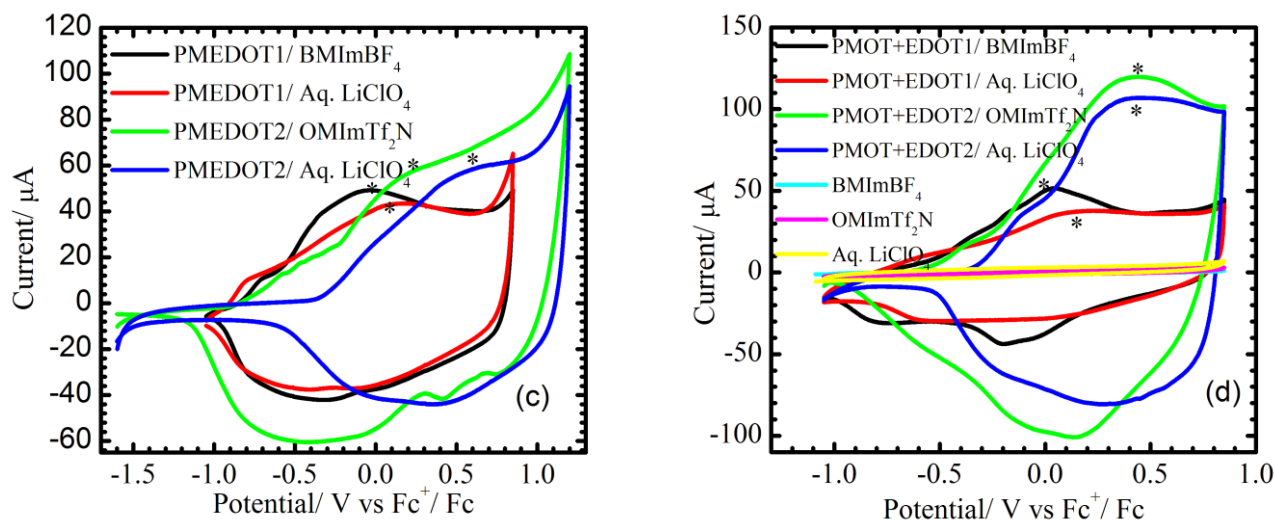 120
100
80
60
40
20
0
-20
-40
-60
Current/ µA
PMEDOT1/ BMImBF4
PMEDOT1/ Aq. LiClO4
PMEDOT2/ OMImTf2N
PMEDOT2/ Aq. LiClO4
*
*
*
*
(c)
-1.5 -1.0 -0.5 0.0 0.5 1.0
Potential/ V vs Fc+/ Fc
150
100
50
0
-50
-100
Current/ µA
PMOT+EDOT1/ BMImBF4
PMOT+EDOT1/ Aq. LiClO4
PMOT+EDOT2/ OMImTf2N
PMOT+EDOT2/ Aq. LiClO4
BMImBF4
OMImTf2N
Aq. LiClO4
*
*
*
*
(d)
-1.0 -0.5 0.0 0.5 1.0
Potential/ V vs Fc+/ Fc